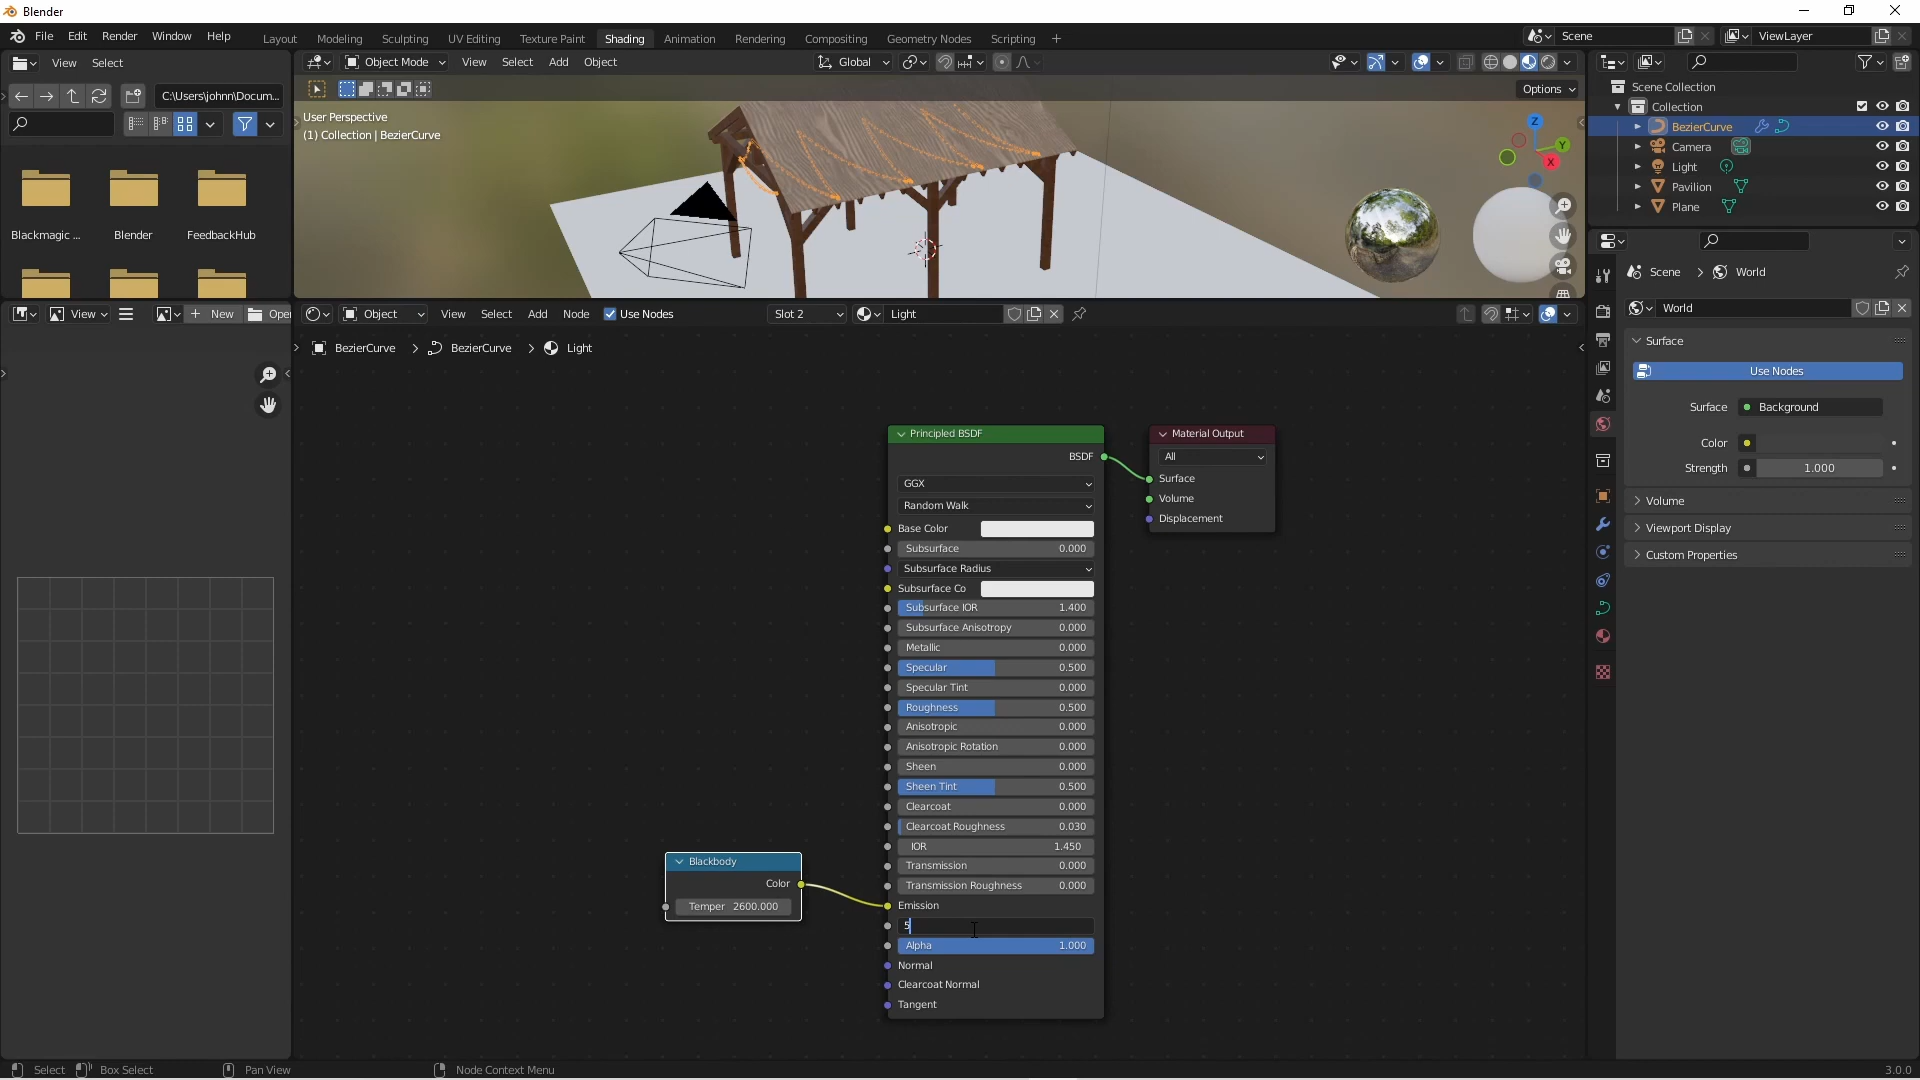 Blender
File Edit Render Window Help
Layout Modeling Sculpting UV Editing Texture Paint Shading Animation Rendering Compositing Geometry Nodes Scripting +
Scene
ViewLayer
View Select
Object Mode View Select Add Object
Global
C:\Users\johnn\Docum...
Options
User Perspective
(1) Collection | BezierCurve
Z
Y
X
Blackmagic ...
Blender
FeedbackHub
Scene Collection
Collection
BezierCurve
Camera
Light
Pavilion
Plane
Scene > World
World
Surface
Use Nodes
Surface Background
Color
Strength 1.000
Volume
Viewport Display
Custom Properties
View + New Open
Object View Select Add Node Use Nodes
Slot 2 Light
BezierCurve > BezierCurve > Light
Principled BSDF
BSDF
GGX
Random Walk
Base Color
Subsurface 0.000
Subsurface Radius
Subsurface Co
Subsurface IOR 1.400
Subsurface Anisotropy 0.000
Metallic 0.000
Specular 0.500
Specular Tint 0.000
Roughness 0.500
Anisotropic 0.000
Anisotropic Rotation 0.000
Sheen 0.000
Sheen Tint 0.500
Clearcoat 0.000
Clearcoat Roughness 0.030
IOR 1.450
Transmission 0.000
Transmission Roughness 0.000
Emission
5
Alpha 1.000
Normal
Clearcoat Normal
Tangent
Material Output
All
Surface
Volume
Displacement
Blackbody
Color
Temper 2600.000
Select Box Select Pan View Node Context Menu
3.0.0